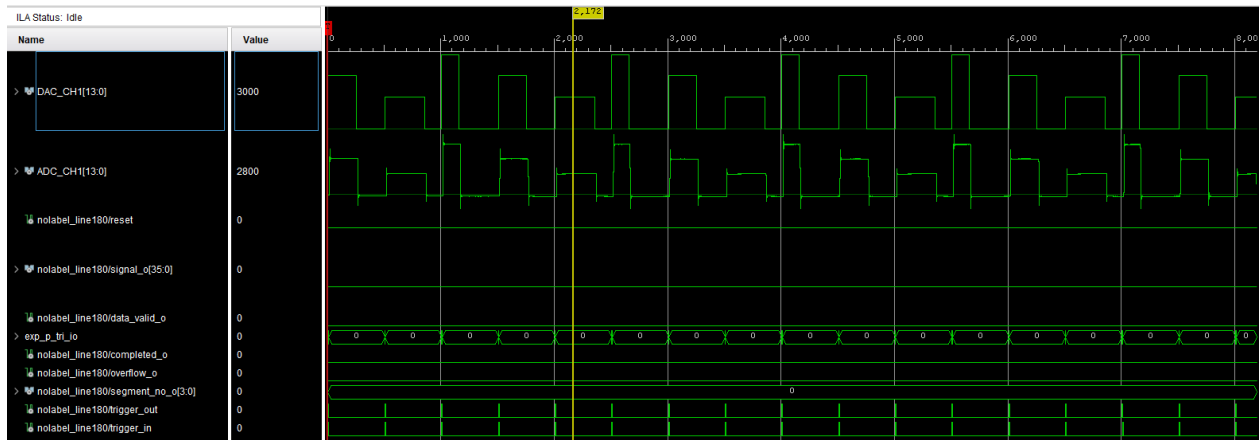 ILA Status: Idle
Name Value
2,172
0 1,000 2,000 3,000 4,000 5,000 6,000 7,000 8,00
DAC_CH1[13:0] 3000
ADC_CH1[13:0] 2800
nolabel_line180/reset 0
nolabel_line180/signal_o[35:0] 0
nolabel_line180/data_valid_o 0
exp_p_tri_io 0 0 0 0 0 0 0 0 0 0 0 0 0 0 0 0 0 0
nolabel_line180/completed_o 0
nolabel_line180/overflow_o 0
nolabel_line180/segment_no_o[3:0] 0 0
nolabel_line180/trigger_out 0
nolabel_line180/trigger_in 0